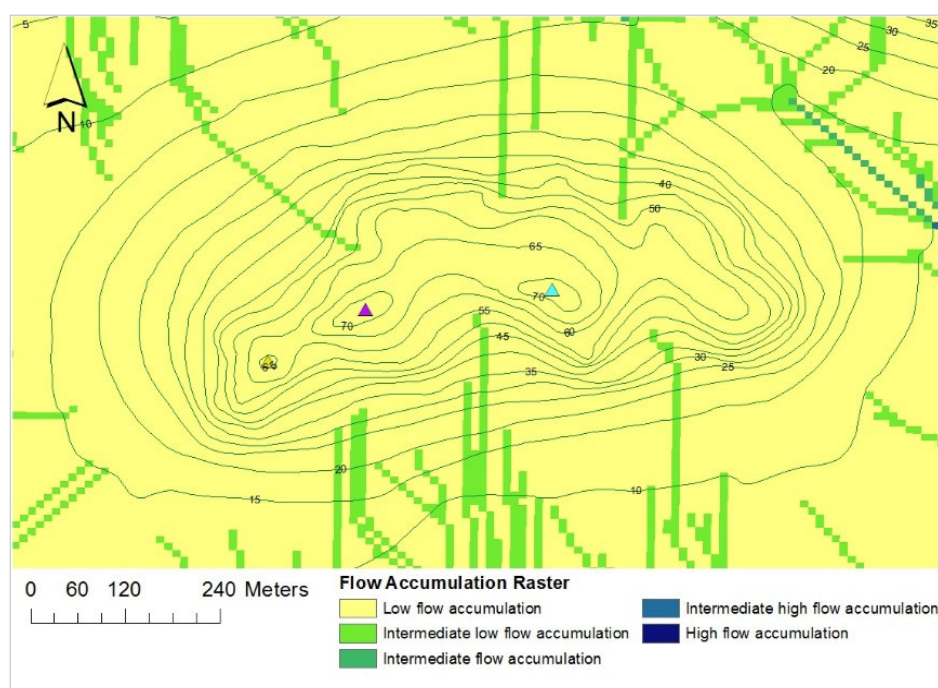 5
35
30
25
20
N
10
40
50
65
70
55
60
70
45
30
35
25
20
15
10
0 60 120 240 Meters
Flow Accumulation Raster
Low flow accumulation
Intermediate low flow accumulation
Intermediate flow accumulation
Intermediate high flow accumulation
High flow accumulation